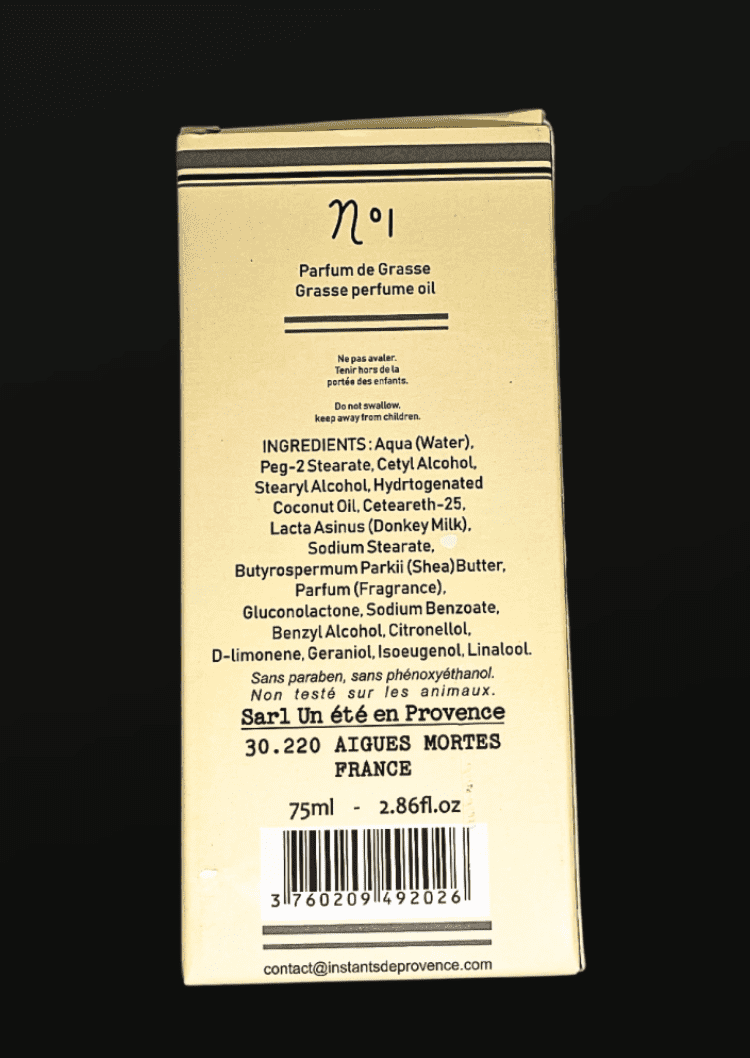 n°1
Parfum de Grasse
Grasse perfume oil
Ne pas avaler.
Tenir hors de la
portée des enfants.
Do not swallow,
keep away from children.
INGREDIENTS : Aqua (Water),
Peg-2 Stearate, Cetyl Alcohol,
Stearyl Alcohol, Hydrtogenated
Coconut Oil, Ceteareth-25,
Lacta Asinus (Donkey Milk),
Sodium Stearate,
Butyrospermum Parkii (Shea)Butter,
Parfum (Fragrance),
Gluconolactone, Sodium Benzoate,
Benzyl Alcohol, Citronellol,
D-limonene, Geraniol, Isoeugenol, Linalool.
Sans paraben, sans phénoxyéthanol.
Non testé sur les animaux.
Sarl Un été en Provence
30.220 AIGUES MORTES
FRANCE
75ml - 2.86fl.oz
3 760209 492026
contact@instantsdeprovence.com